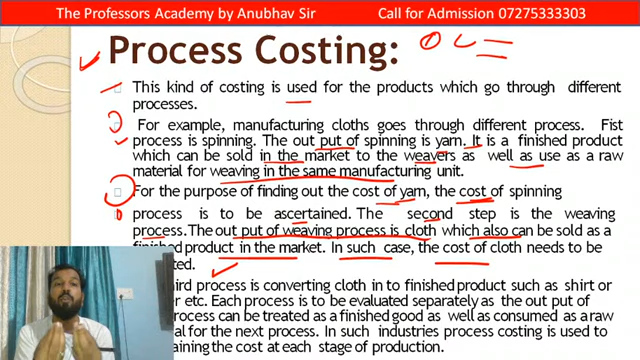 The Professors Academy by Anubhav Sir Call for Admission 07275333303
Process Costing:
This kind of costing is used for the products which go through different
processes.
For example, manufacturing cloths goes through different process. Fist
process is spinning. The out put of spinning is yarn. It is a finished product
which can be sold in the market to the weavers as well as use as a raw
material for weaving in the same manufacturing unit.
For the purpose of finding out the cost of yarn, the cost of spinning
process is to be ascertained. The second step is the weaving
process. The out put of weaving process is cloth which also can be sold as a
finished product in the market. In such case, the cost of cloth needs to be
process is converting cloth in to finished product such as shirt or
etc. Each process is to be evaluated separately as the out put of
process can be treated as a finished good as well as consumed as a raw
for the next process. In such industries process costing is used to
the cost at each stage of production.